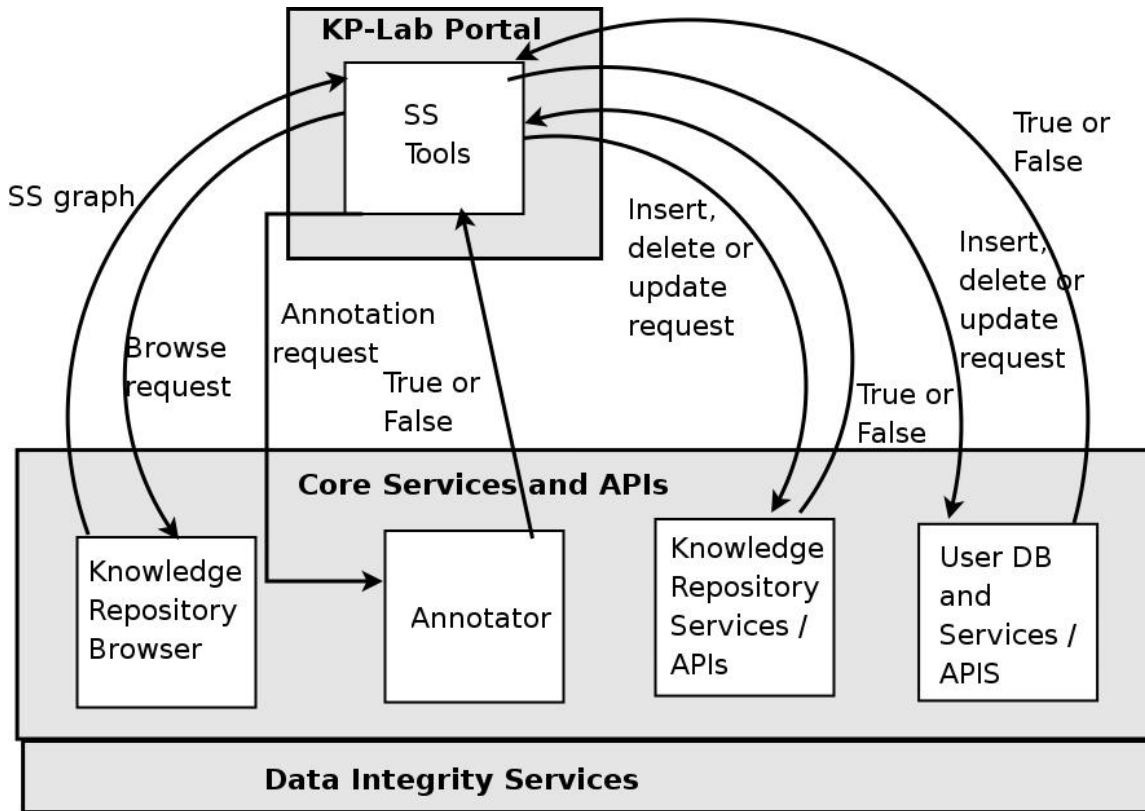 KP-Lab Portal
SS
Tools
SS graph
Browse
request
Annotation
request
True or
False
Insert,
delete or
update
request
True or
False
Insert,
delete or
update
request
True or
False
Core Services and APIs
Knowledge
Repository
Browser
Annotator
Knowledge
Repository
Services /
APIs
User DB
and
Services /
APIS
Data Integrity Services